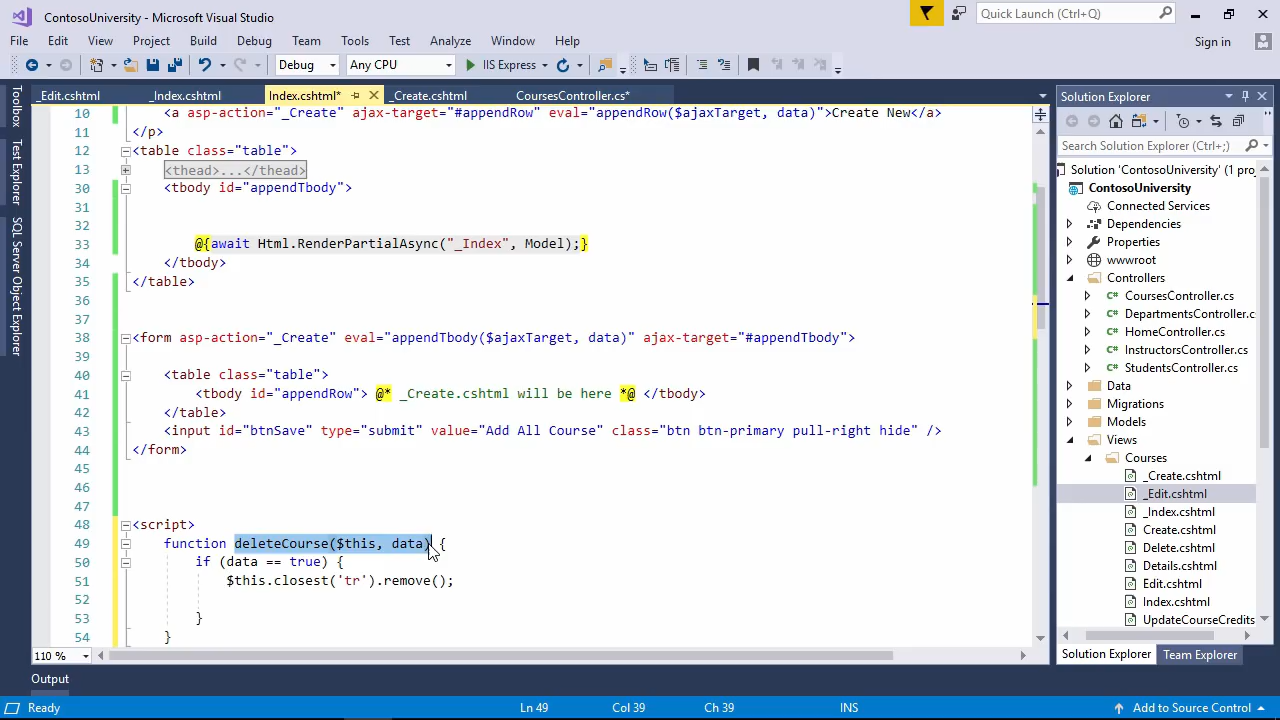 ContosoUniversity - Microsoft Visual Studio
Quick Launch (Ctrl+Q)
File Edit View Project Build Debug Team Tools Test Analyze Window Help
Sign in
Debug Any CPU IIS Express
_Edit.cshtml _Index.cshtml Index.cshtml* _Create.cshtml CoursesController.cs*
Toolbox
Test Explorer
SQL Server Object Explorer
10 <a asp-action="_Create" ajax-target="#appendRow" eval="appendRow($ajaxTarget, data)">Create New</a>
11 </p>
12 <table class="table">
13 <thead>...</thead>
30 <tbody id="appendTbody">
31
32
33 @{await Html.RenderPartialAsync("_Index", Model);}
34 </tbody>
35 </table>
36
37
38 <form asp-action="_Create" eval="appendTbody($ajaxTarget, data)" ajax-target="#appendTbody">
39
40 <table class="table">
41 <tbody id="appendRow"> @* _Create.cshtml will be here *@ </tbody>
42 </table>
43 <input id="btnSave" type="submit" value="Add All Course" class="btn btn-primary pull-right hide" />
44 </form>
45
46
47
48 <script>
49 function deleteCourse($this, data) {
50 if (data == true) {
51 $this.closest('tr').remove();
52
53 }
54 }
110 %
Solution Explorer
Search Solution Explorer (Ctrl+;)
Solution 'ContosoUniversity' (1 proj
ContosoUniversity
Connected Services
Dependencies
Properties
wwwroot
Controllers
CoursesController.cs
DepartmentsController.c
HomeController.cs
InstructorsController.cs
StudentsController.cs
Data
Migrations
Models
Views
Courses
_Create.cshtml
_Edit.cshtml
_Index.cshtml
Create.cshtml
Delete.cshtml
Details.cshtml
Edit.cshtml
Index.cshtml
UpdateCourseCredits
Solution Explorer Team Explorer
Output
Ready Ln 49 Col 39 Ch 39 INS Add to Source Control